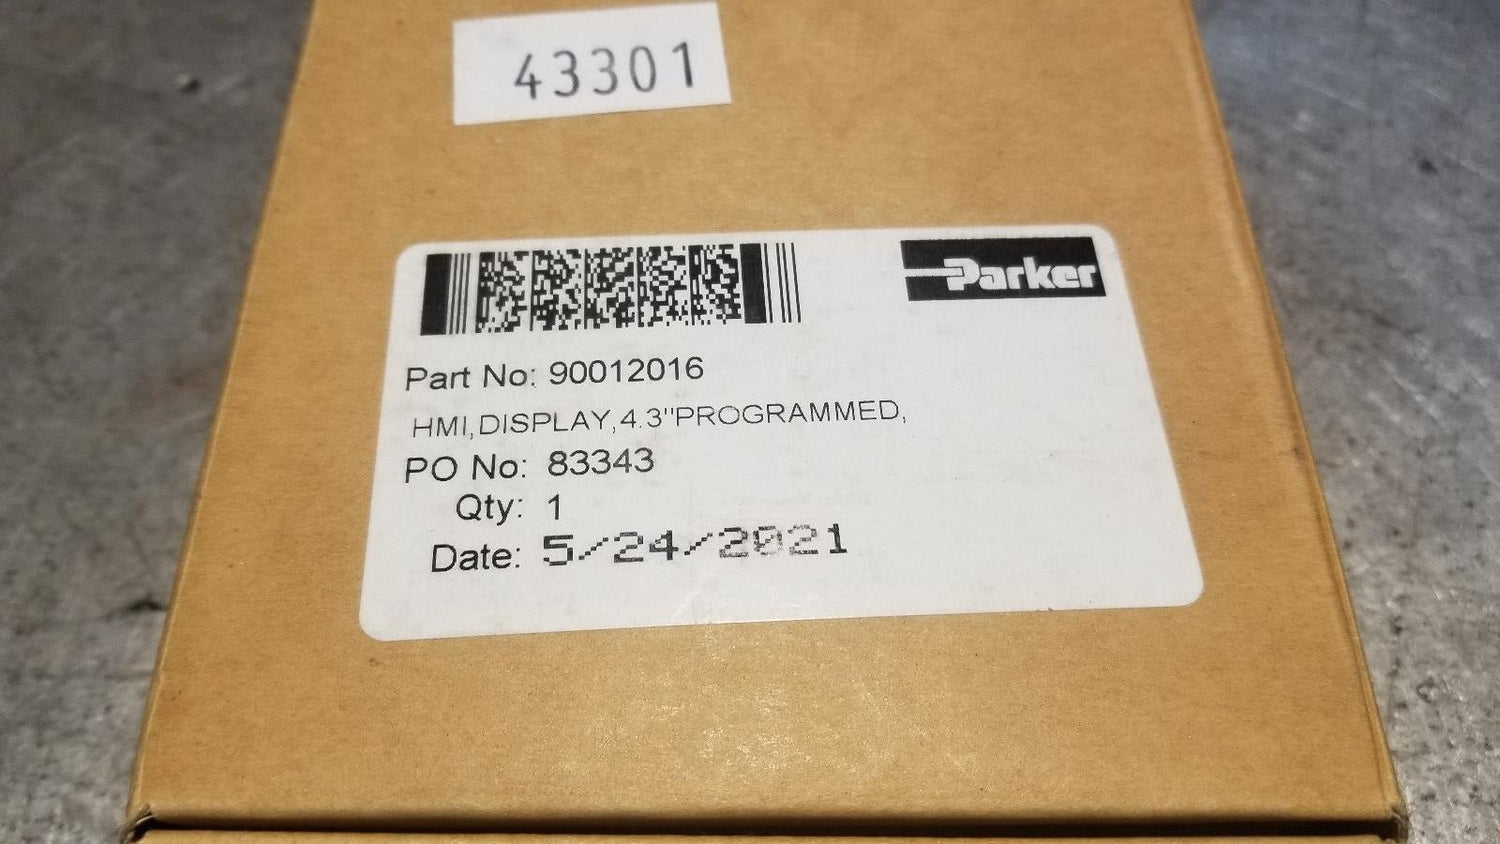 43301
Parker
Part No: 90012016
HMI,DISPLAY,4.3"PROGRAMMED,
PO No: 83343
Qty: 1
Date: 5/24/2021